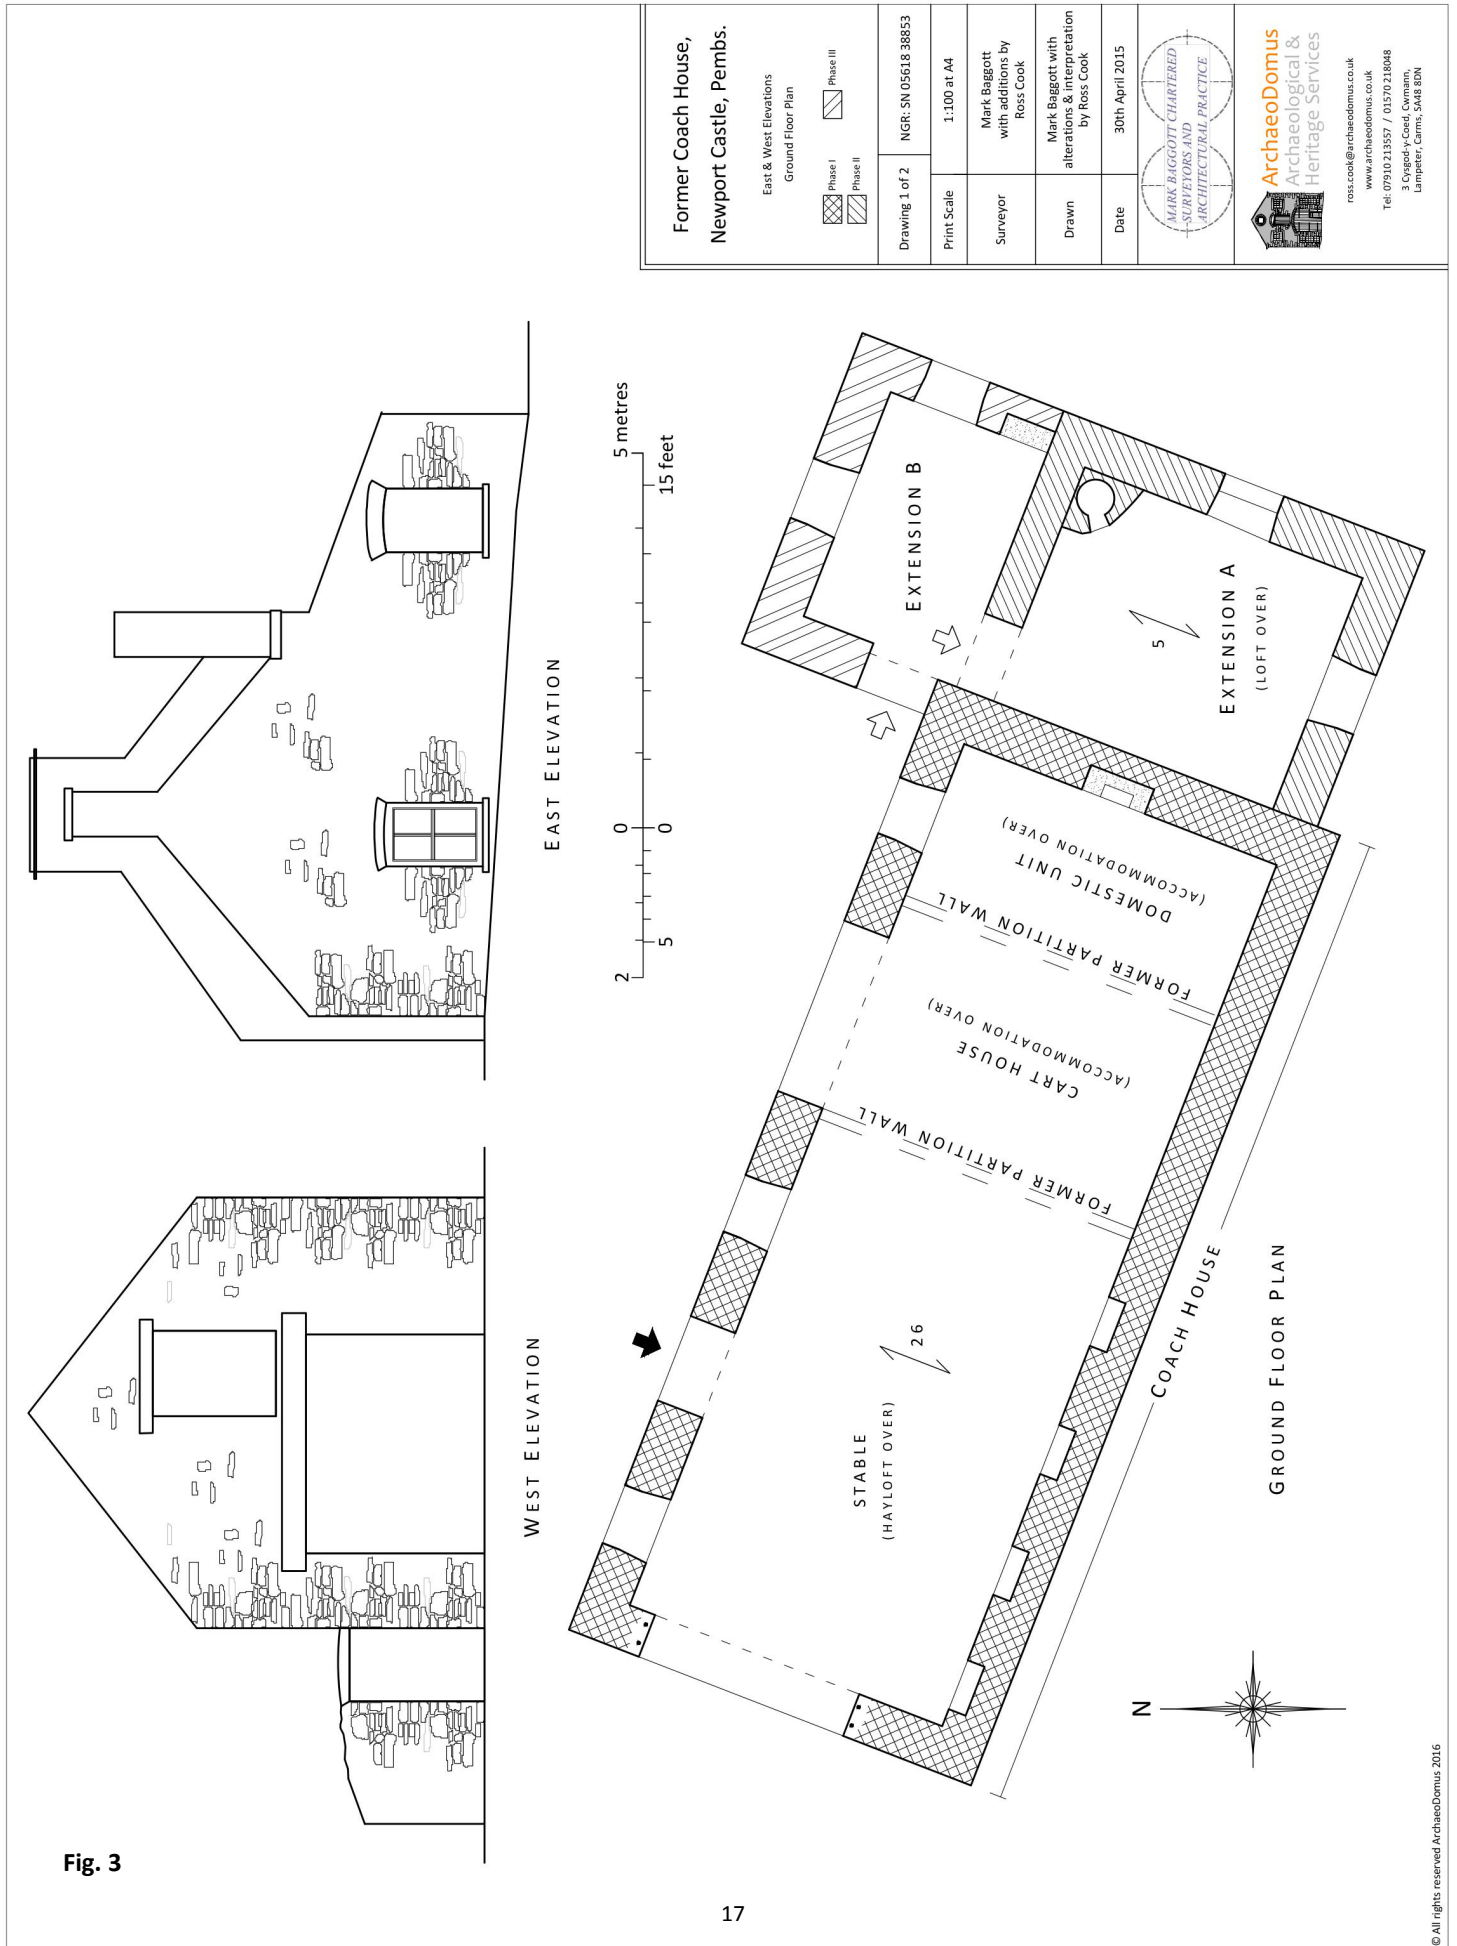 Former Coach House,
Newport Castle, Pembs.
East & West Elevations
Ground Floor Plan
Phase I
Phase II
Phase III
Drawing 1 of 2
NGR: SN 05618 38853
Print Scale
1:100 at A4
Surveyor
Mark Baggott
with additions by
Ross Cook
Drawn
Mark Baggott with
alterations & interpretation
by Ross Cook
Date
30th April 2015
MARK BAGGOTT CHARTERED
SURVEYORS AND
ARCHITECTURAL PRACTICE
ArchaeoDomus
Archaeological &
Heritage Services
ross.cook@archaeodomus.co.uk
www.archaeodomus.co.uk
Tel: 07910 213557 / 01570 218048
3 Cysgod-y-Coed, Cwmann,
Lampeter, Carms, SA48 8DN
WEST ELEVATION
EAST ELEVATION
2 0 5 metres
5 0 15 feet
EXTENSION B
EXTENSION A
(LOFT OVER)
5
DOMESTIC UNIT
(ACCOMMODATION OVER)
FORMER PARTITION WALL
CART HOUSE
(ACCOMMODATION OVER)
FORMER PARTITION WALL
STABLE
(HAYLOFT OVER)
26
COACH HOUSE
GROUND FLOOR PLAN
N
Fig. 3
17
© All rights reserved ArchaeoDomus 2016